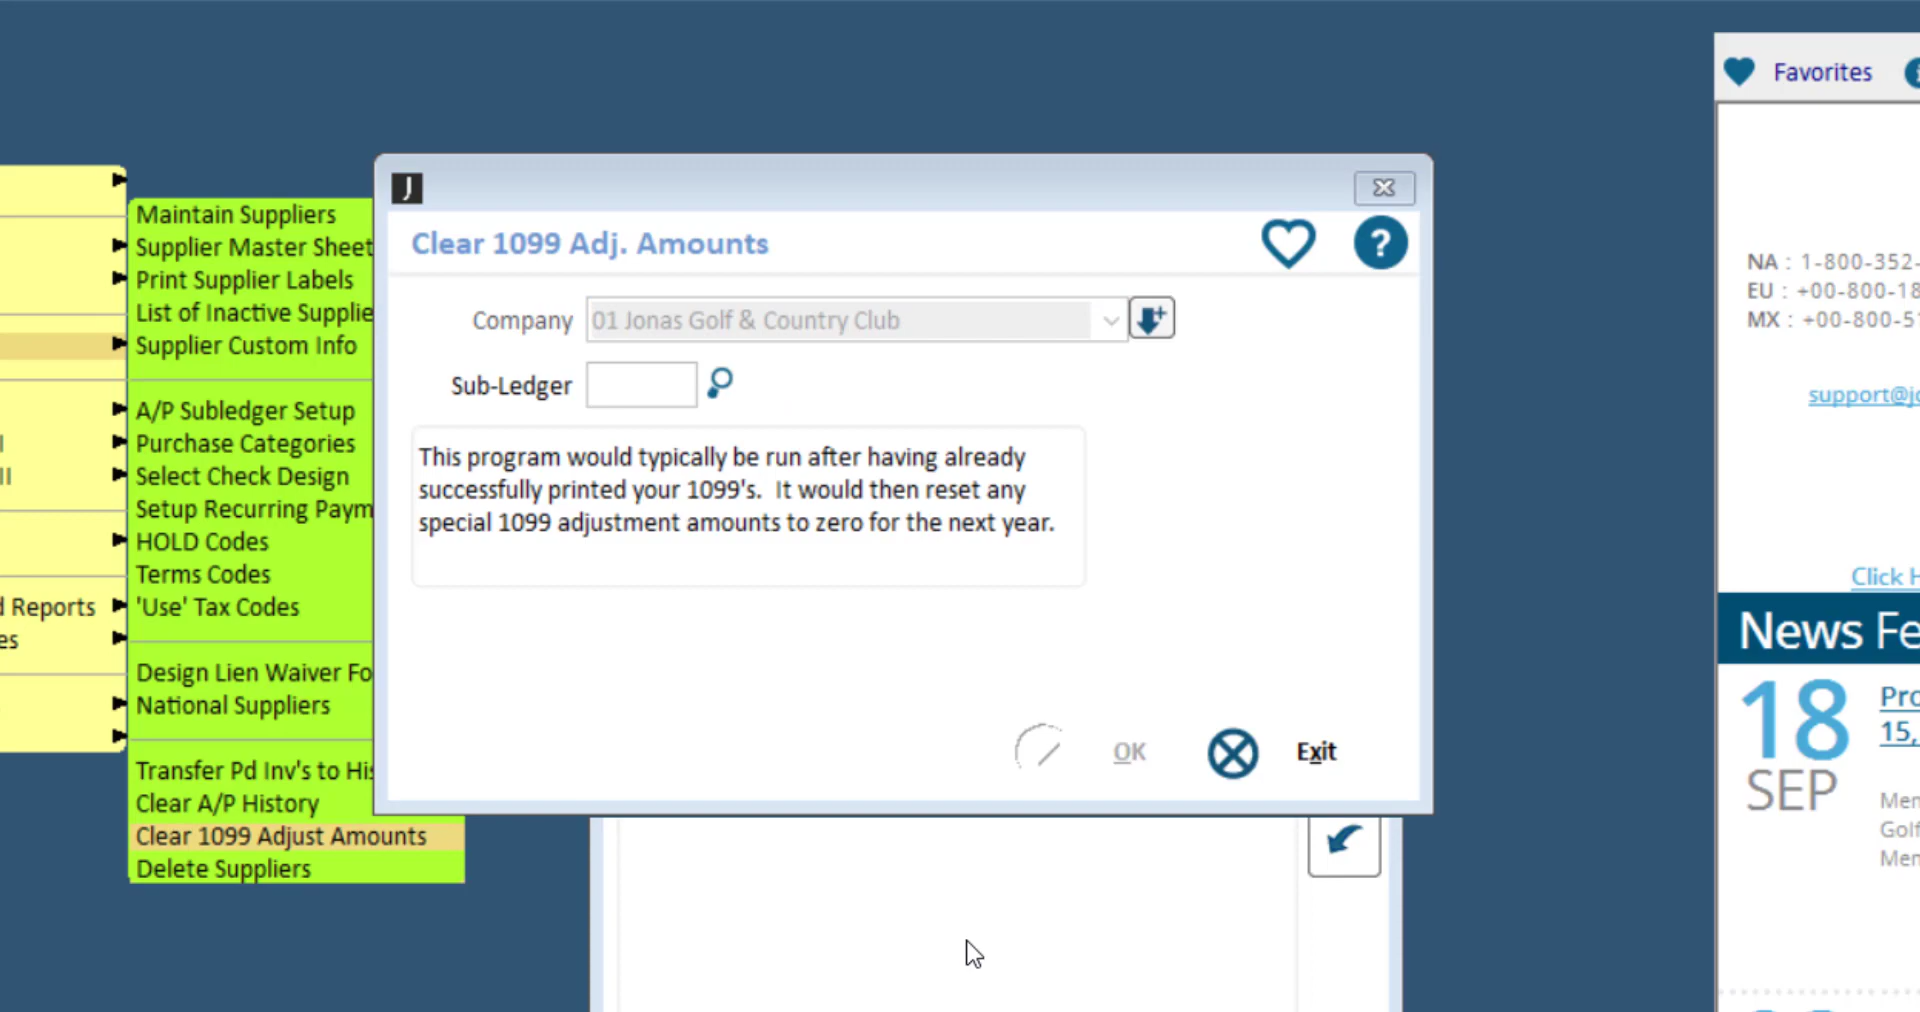 Favorites
J
Maintain Suppliers
Supplier Master Sheet
Print Supplier Labels
List of Inactive Supplie
Supplier Custom Info
A/P Subledger Setup
Purchase Categories
Select Check Design
Setup Recurring Paym
HOLD Codes
Terms Codes
d Reports
'Use' Tax Codes
es
Design Lien Waiver Fo
National Suppliers
Transfer Pd Inv's to His
Clear A/P History
Clear 1099 Adjust Amounts
Delete Suppliers
Clear 1099 Adj. Amounts
?
Company 01 Jonas Golf & Country Club
Sub-Ledger
This program would typically be run after having already
successfully printed your 1099's. It would then reset any
special 1099 adjustment amounts to zero for the next year.
OK Exit
NA : 1-800-352-
EU : +00-800-18
MX : +00-800-51
support@jo
Click H
News Fe
18
SEP
Pro
15,
Mem
Golf
Mem